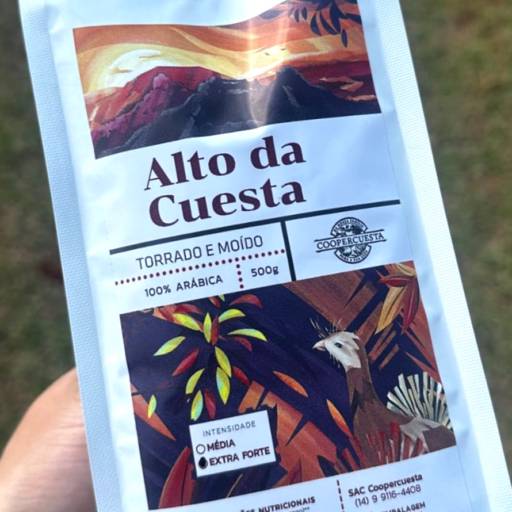 Alto da
Cuesta
TORRADO E MOÍDO
100% ARÁBICA
500g
COOPERCUESTA
INTENSIDADE
MÉDIA
EXTRA FORTE
NUTRICIONAIS
SAC Coopercuesta
(14) 9 9116-4408